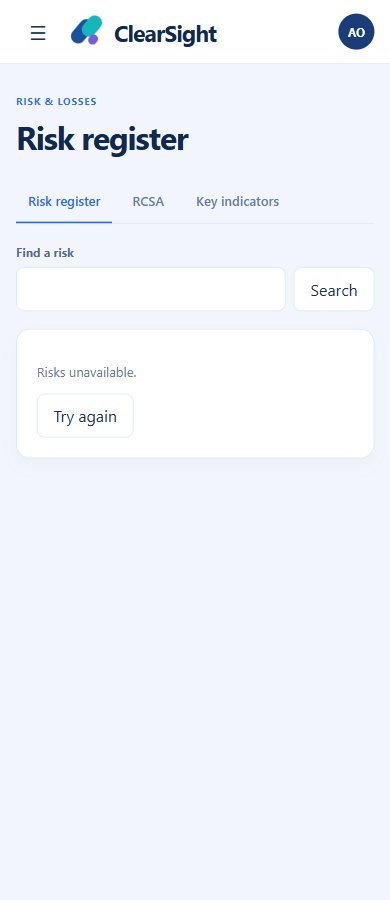 ☰ ClearSight AO
RISK & LOSSES
Risk register
Risk register RCSA Key indicators
Find a risk
Search
Risks unavailable.
Try again